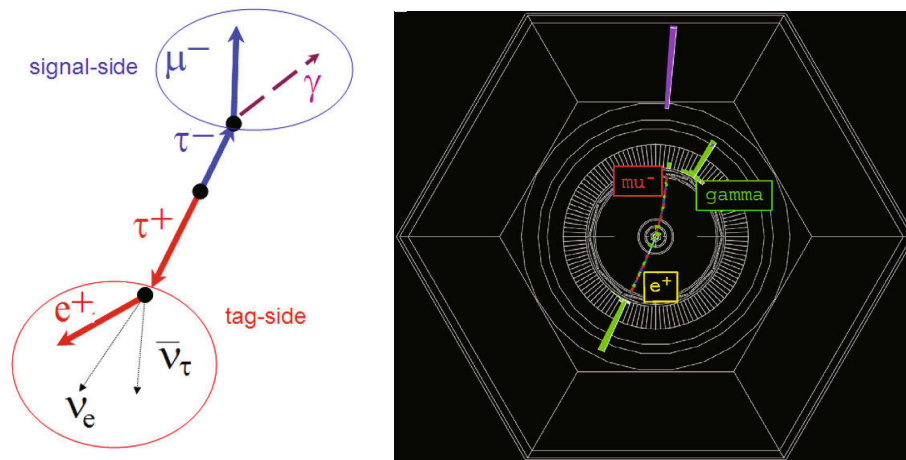 signal-side
μ⁻
γ
τ⁻
τ⁺
e⁺
tag-side
ν̅τ
νe
mu⁻
gamma
e⁺